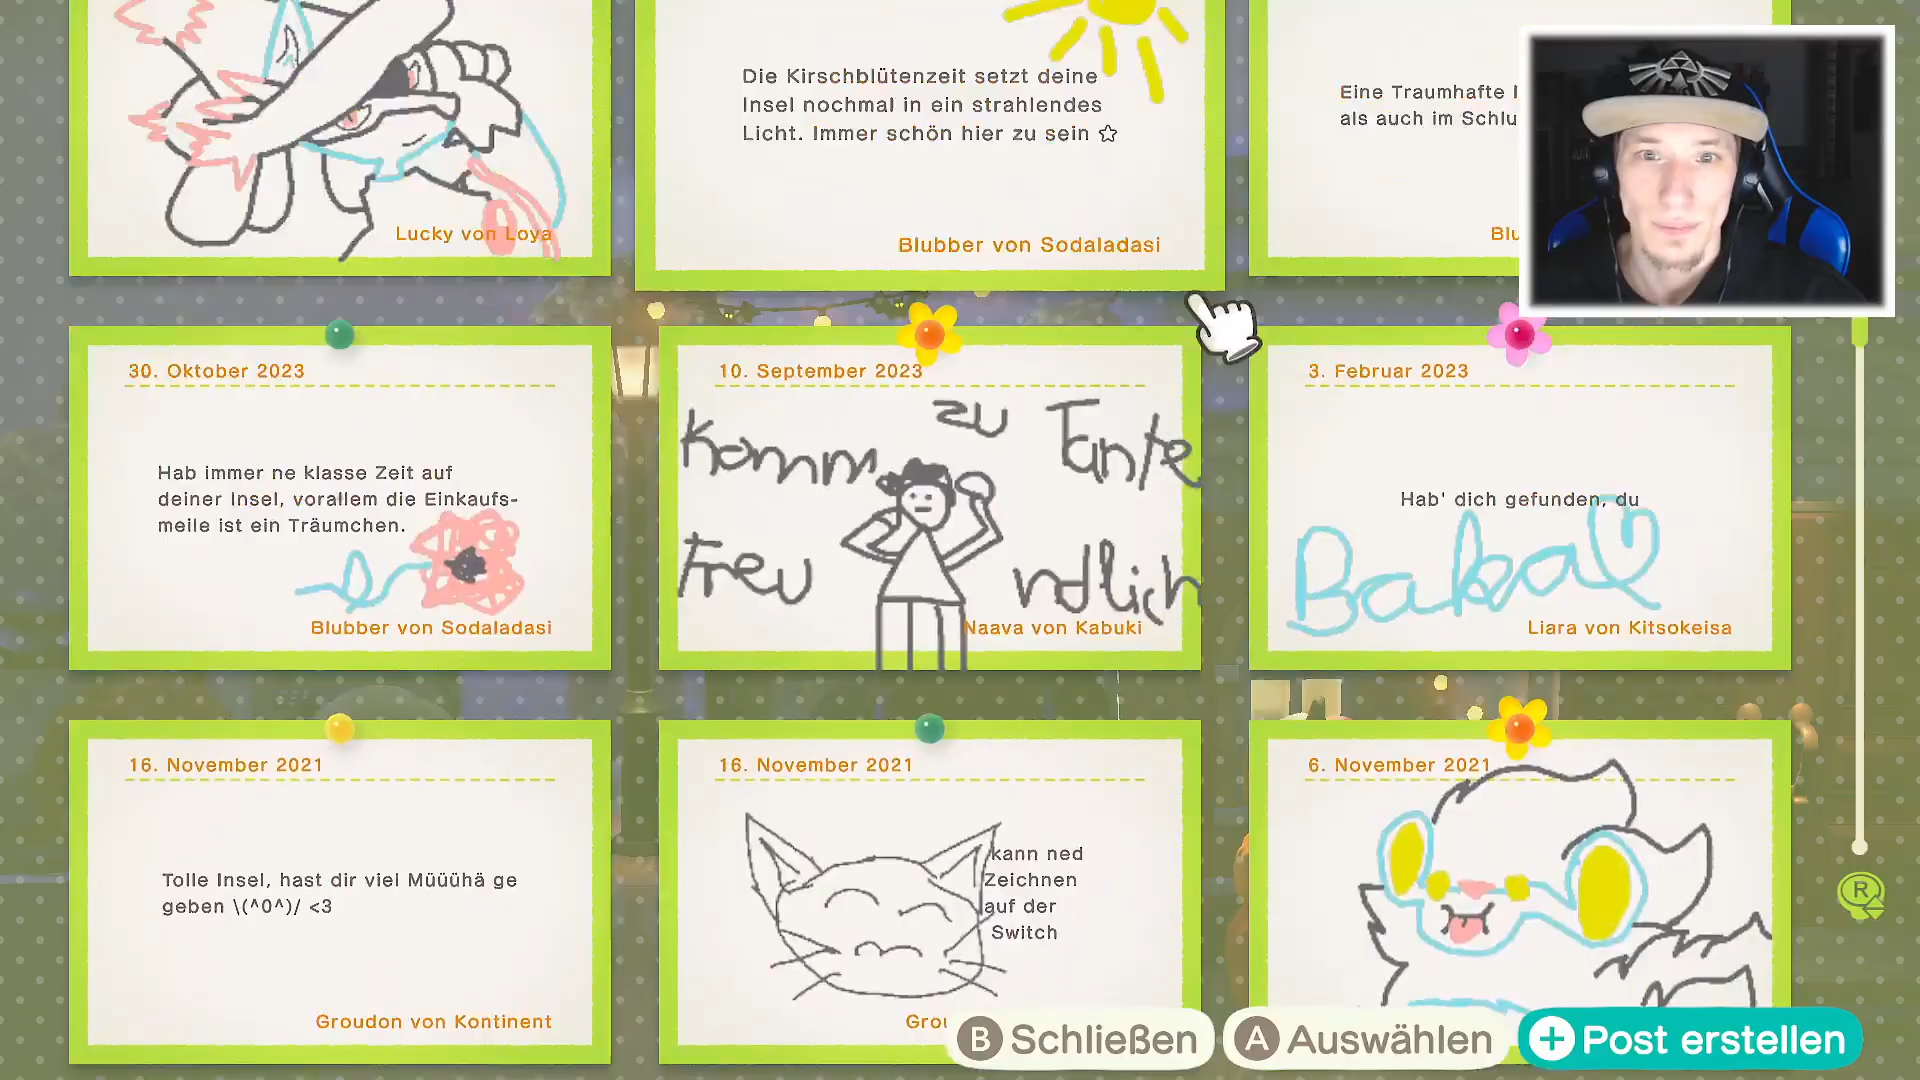 Lucky von Loya
Die Kirschblütenzeit setzt deine
Insel nochmal in ein strahlendes
Licht. Immer schön hier zu sein ☆
Blubber von Sodaladasi
Eine Traumhafte
als auch im
30. Oktober 2023
Hab immer ne klasse Zeit auf
deiner Insel, vorallem die Einkaufs-
meile ist ein Träumchen.
Blubber von Sodaladasi
10. September 2023
Komm zu Tante
Freu ndlich
Naava von Kabuki
3. Februar 2023
Hab' dich gefunden, du
Baka
Liara von Kitsokeisa
16. November 2021
Tolle Insel, hast dir viel Müüühä ge
geben \(^0^)/ <3
Groudon von Kontinent
16. November 2021
kann ned
Zeichnen
auf der
Switch
6. November 2021
R
B Schließen
A Auswählen
+ Post erstellen